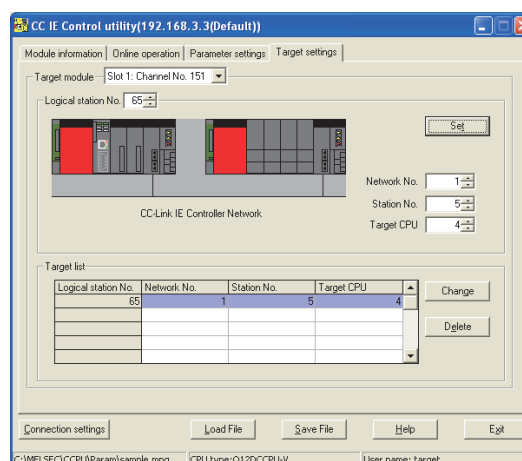 CC IE Control utility(192.168.3.3(Default))
Module information Online operation Parameter settings Target settings
Target module Slot 1: Channel No. 151
Logical station No. 65
Set
Network No. 1
Station No. 5
Target CPU 4
CC-Link IE Controller Network
Target list
Logical station No. Network No. Station No. Target CPU
65 1 5 4
Change
Delete
Connection settings Load File Save File Help Exit
C:\MELSEC\CCPU\Param\sample.mpg CPU type:Q12DCCPU-V User name: target